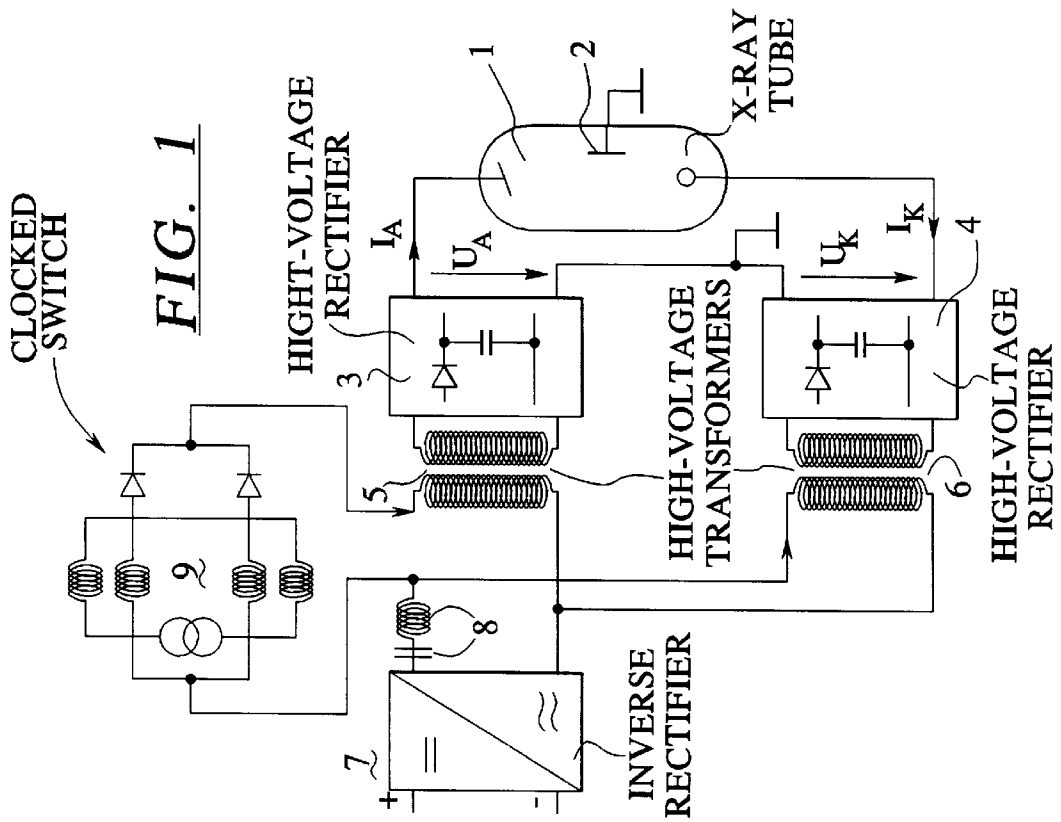 FIG. 1
CLOCKED
SWITCH
9
HIGHT-VOLTAGE
RECTIFIER
3
I_A
U_A
1
2
X-RAY
TUBE
5
HIGH-VOLTAGE
TRANSFORMERS
7
+
-
8
INVERSE
RECTIFIER
6
HIGH-VOLTAGE
RECTIFIER
U_K
I_K
4